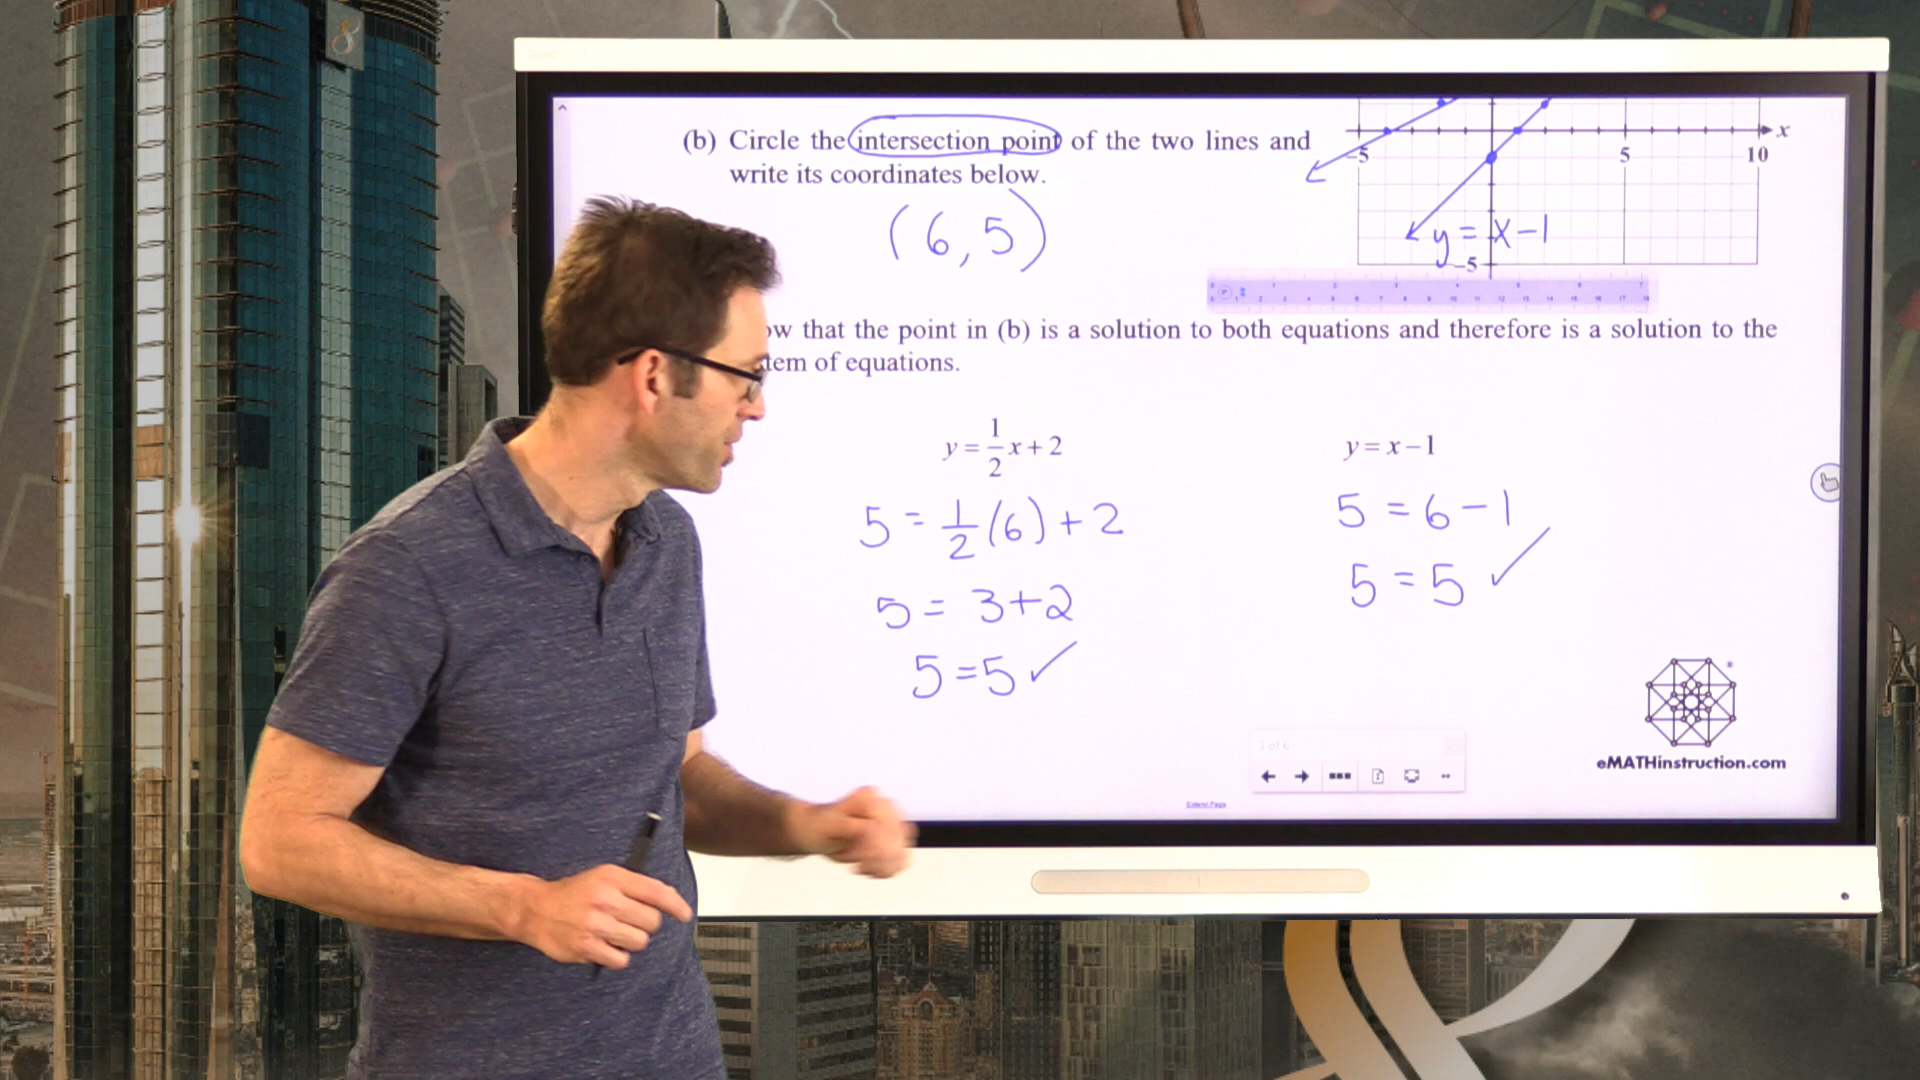 (b) Circle the intersection point of the two lines and
write its coordinates below.
(6,5)
x
-5
5
10
y = x-1
-5
that the point in (b) is a solution to both equations and therefore is a solution to the
of equations.
y = 1/2 x + 2
5 = 1/2 (6) + 2
5 = 3+2
5 = 5 ✓
y = x - 1
5 = 6 - 1
5 = 5 ✓
eMATHinstruction.com
Extend Page